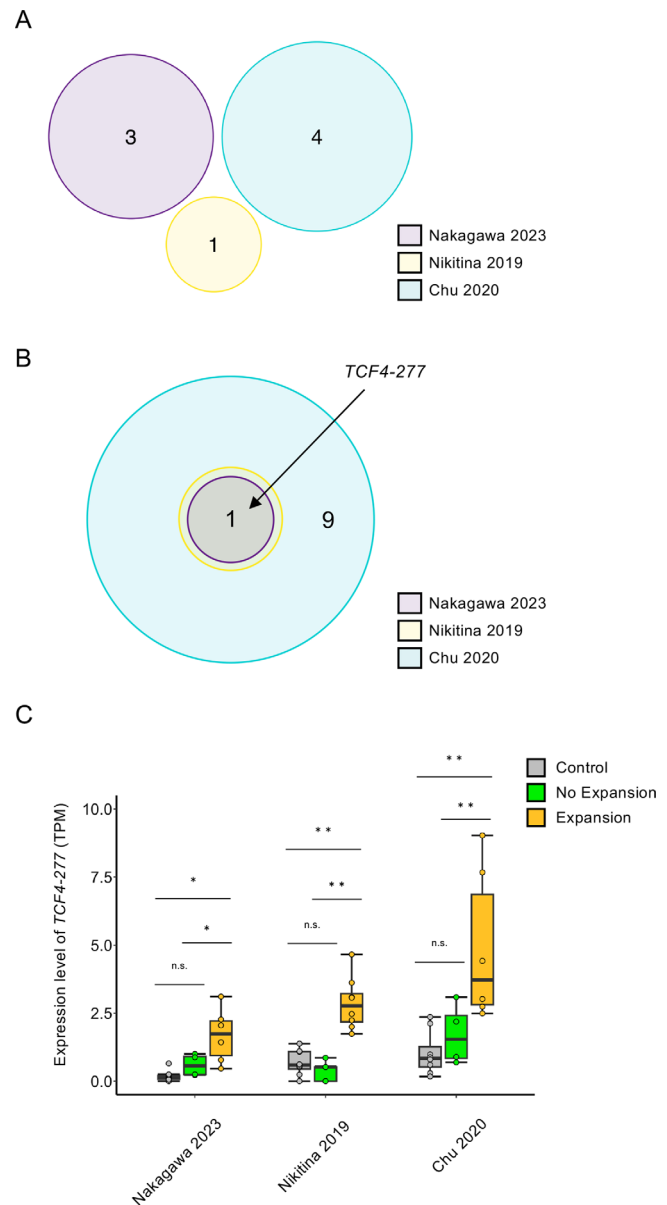 A
3
4
1
Nakagawa 2023
Nikitina 2019
Chu 2020
B
TCF4-277
1
9
Nakagawa 2023
Nikitina 2019
Chu 2020
C
Control
No Expansion
Expansion
Expression level of TCF4-277 (TPM)
10.0
7.5
5.0
2.5
0.0
*
*
n.s.
**
**
n.s.
**
**
n.s.
Nakagawa 2023
Nikitina 2019
Chu 2020